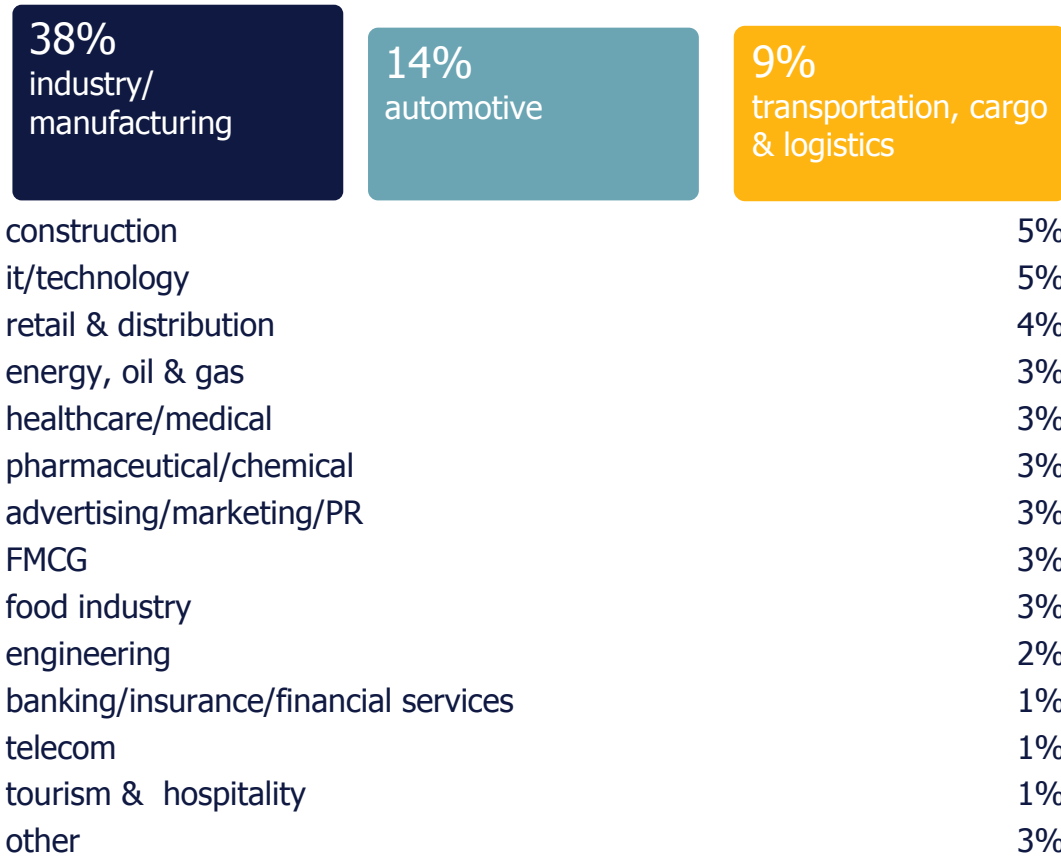 38%
industry/
manufacturing
14%
automotive
9%
transportation, cargo
& logistics
construction 5%
it/technology 5%
retail & distribution 4%
energy, oil & gas 3%
healthcare/medical 3%
pharmaceutical/chemical 3%
advertising/marketing/PR 3%
FMCG 3%
food industry 3%
engineering 2%
banking/insurance/financial services 1%
telecom 1%
tourism &  hospitality 1%
other 3%